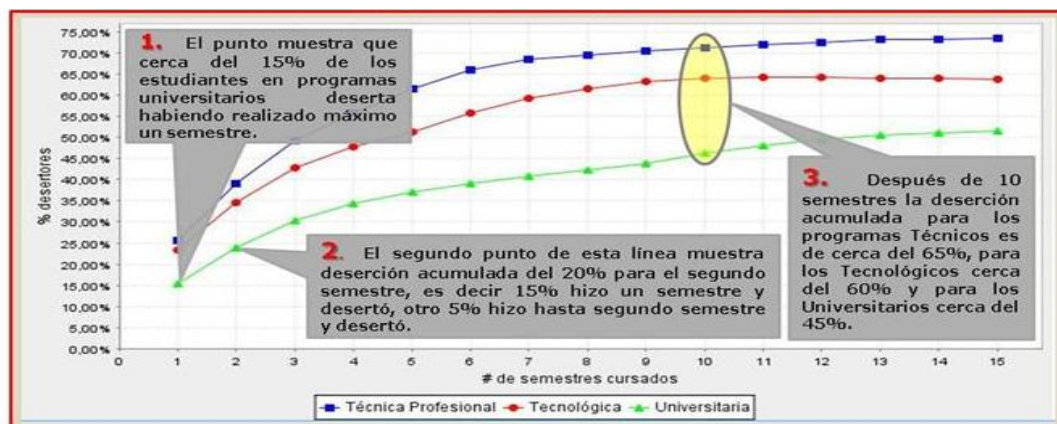 75,00%
70,00%
65,00%
60,00%
55,00%
50,00%
45,00%
40,00%
35,00%
30,00%
25,00%
20,00%
15,00%
10,00%
5,00%
0,00%
% desertores
1. El punto muestra que
cerca del 15% de los
estudiantes en programas
universitarios deserta
habiendo realizado máximo
un semestre.
2. El segundo punto de esta línea muestra
deserción acumulada del 20% para el segundo
semestre, es decir 15% hizo un semestre y
desertó, otro 5% hizo hasta segundo semestre
y desertó.
3. Después de 10
semestres la deserción
acumulada para los
programas Técnicos es
de cerca del 65%, para
los Tecnológicos cerca
del 60% y para los
Universitarios cerca del
45%.
0 1 2 3 4 5 6 7 8 9 10 11 12 13 14 15
# de semestres cursados
Técnica Profesional Tecnológica Universitaria